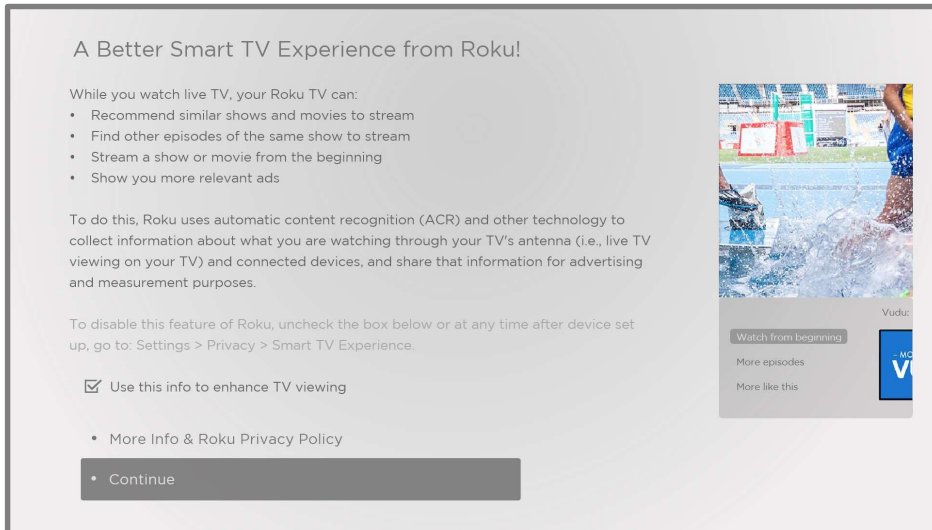 A Better Smart TV Experience from Roku!
While you watch live TV, your Roku TV can:
• Recommend similar shows and movies to stream
• Find other episodes of the same show to stream
• Stream a show or movie from the beginning
• Show you more relevant ads
To do this, Roku uses automatic content recognition (ACR) and other technology to
collect information about what you are watching through your TV's antenna (i.e., live TV
viewing on your TV) and connected devices, and share that information for advertising
and measurement purposes.
To disable this feature of Roku, uncheck the box below or at any time after device set
up, go to: Settings > Privacy > Smart TV Experience.
Use this info to enhance TV viewing
• More Info & Roku Privacy Policy
• Continue
Vudu:
Watch from beginning
More episodes
More like this